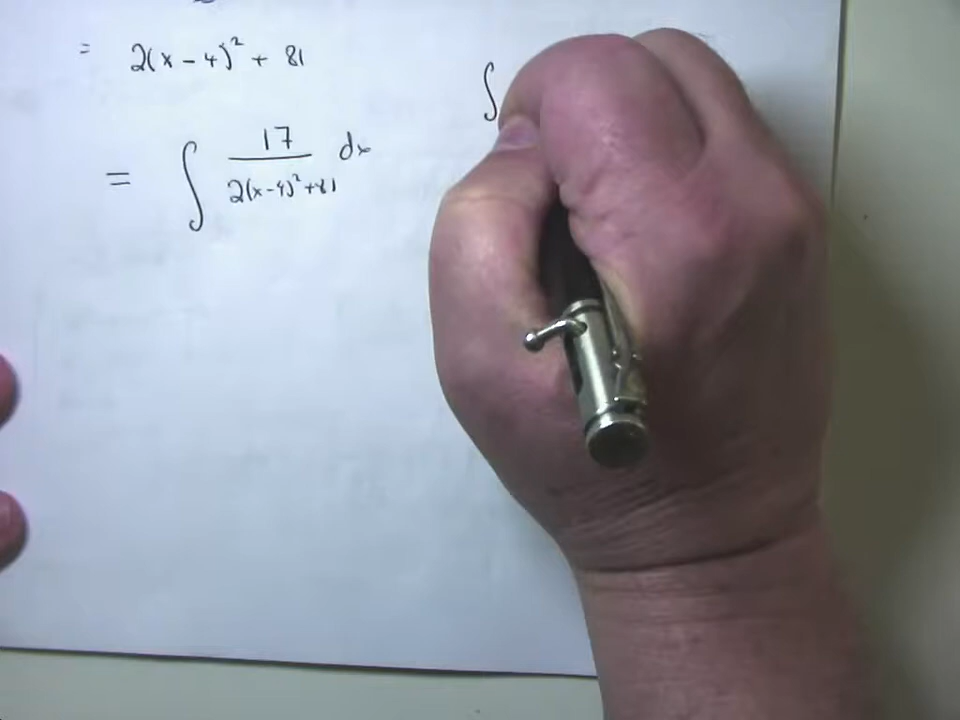 = 2(x - 4)² + 81
∫
= ∫ 17 / 2(x-4)² + 81 dx